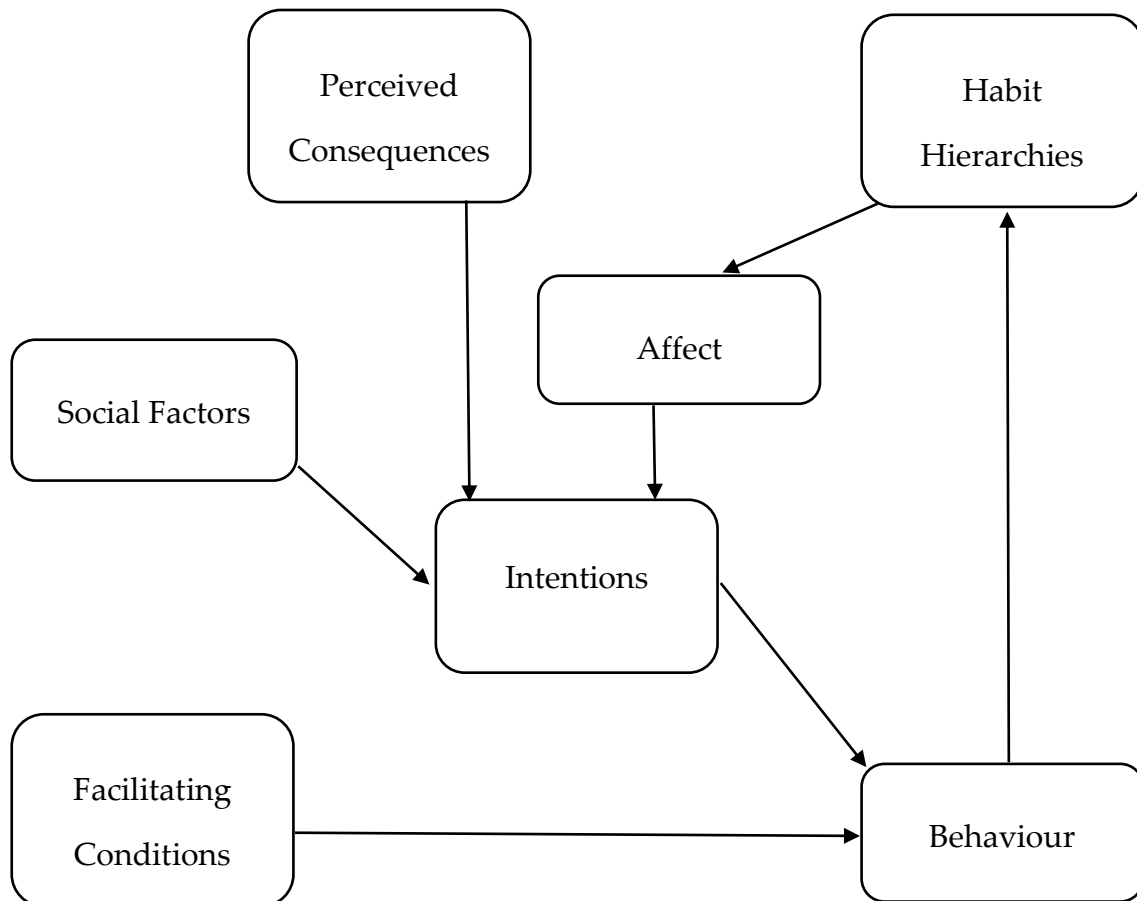 Perceived
Consequences
Habit
Hierarchies
Affect
Social Factors
Intentions
Facilitating
Conditions
Behaviour